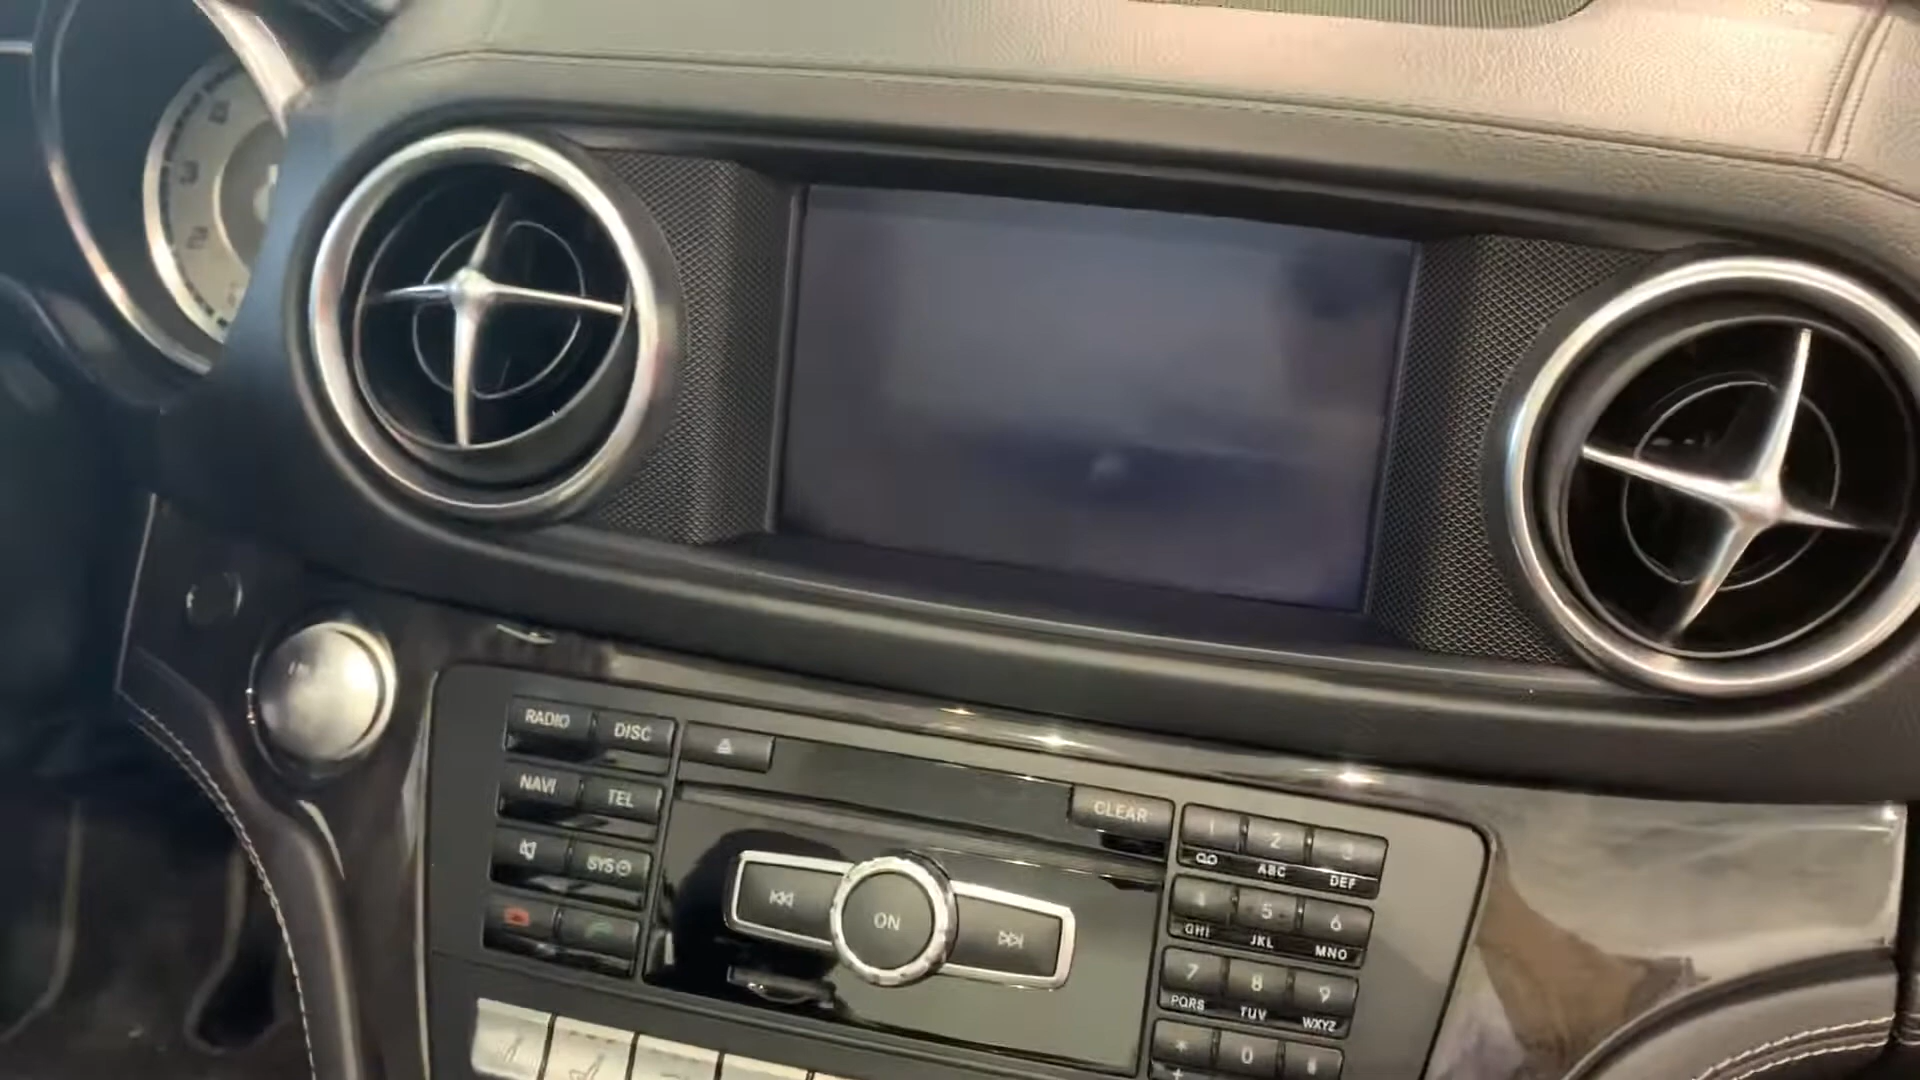 RADIO DISC
NAVI TEL
SYS
ON
CLEAR
1 2 3
ABC DEF
4 5 6
GHI JKL MNO
7 8 9
PQRS TUV WXYZ
* 0 #
+